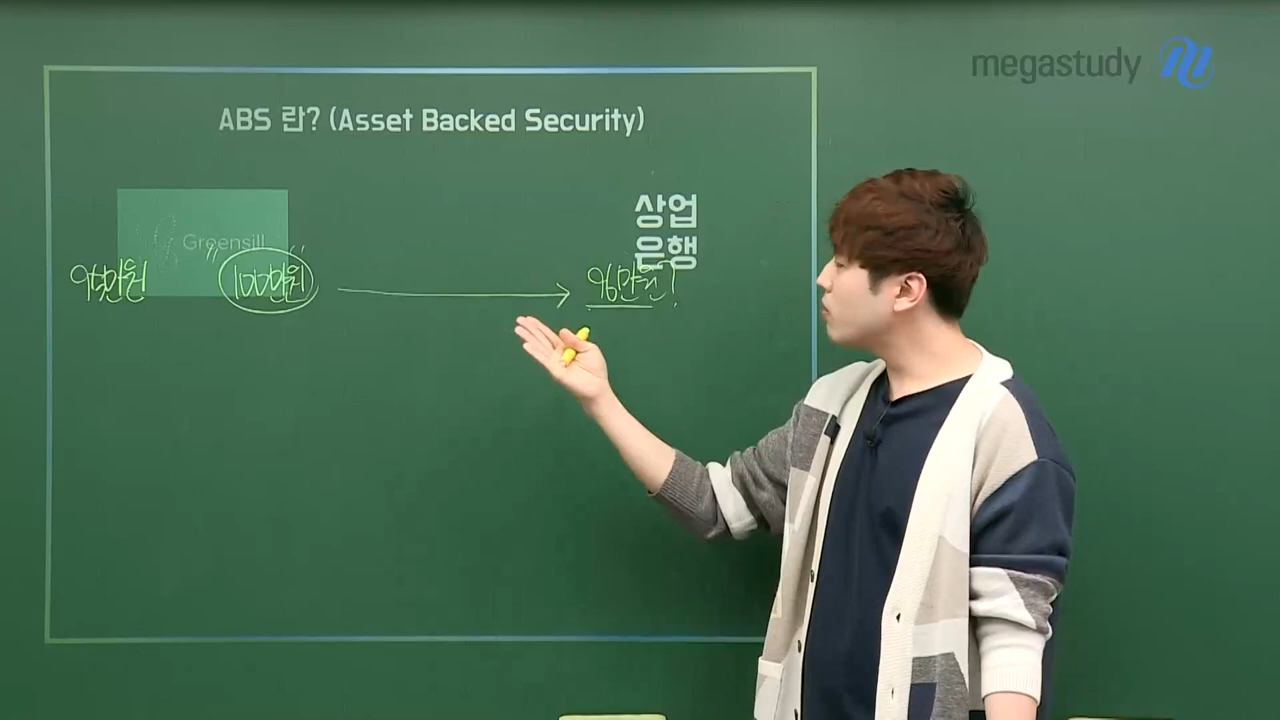 megastudy
ABS 란? (Asset Backed Security)
상업
은행
Greensill
95만원 "100만원" 96만원?